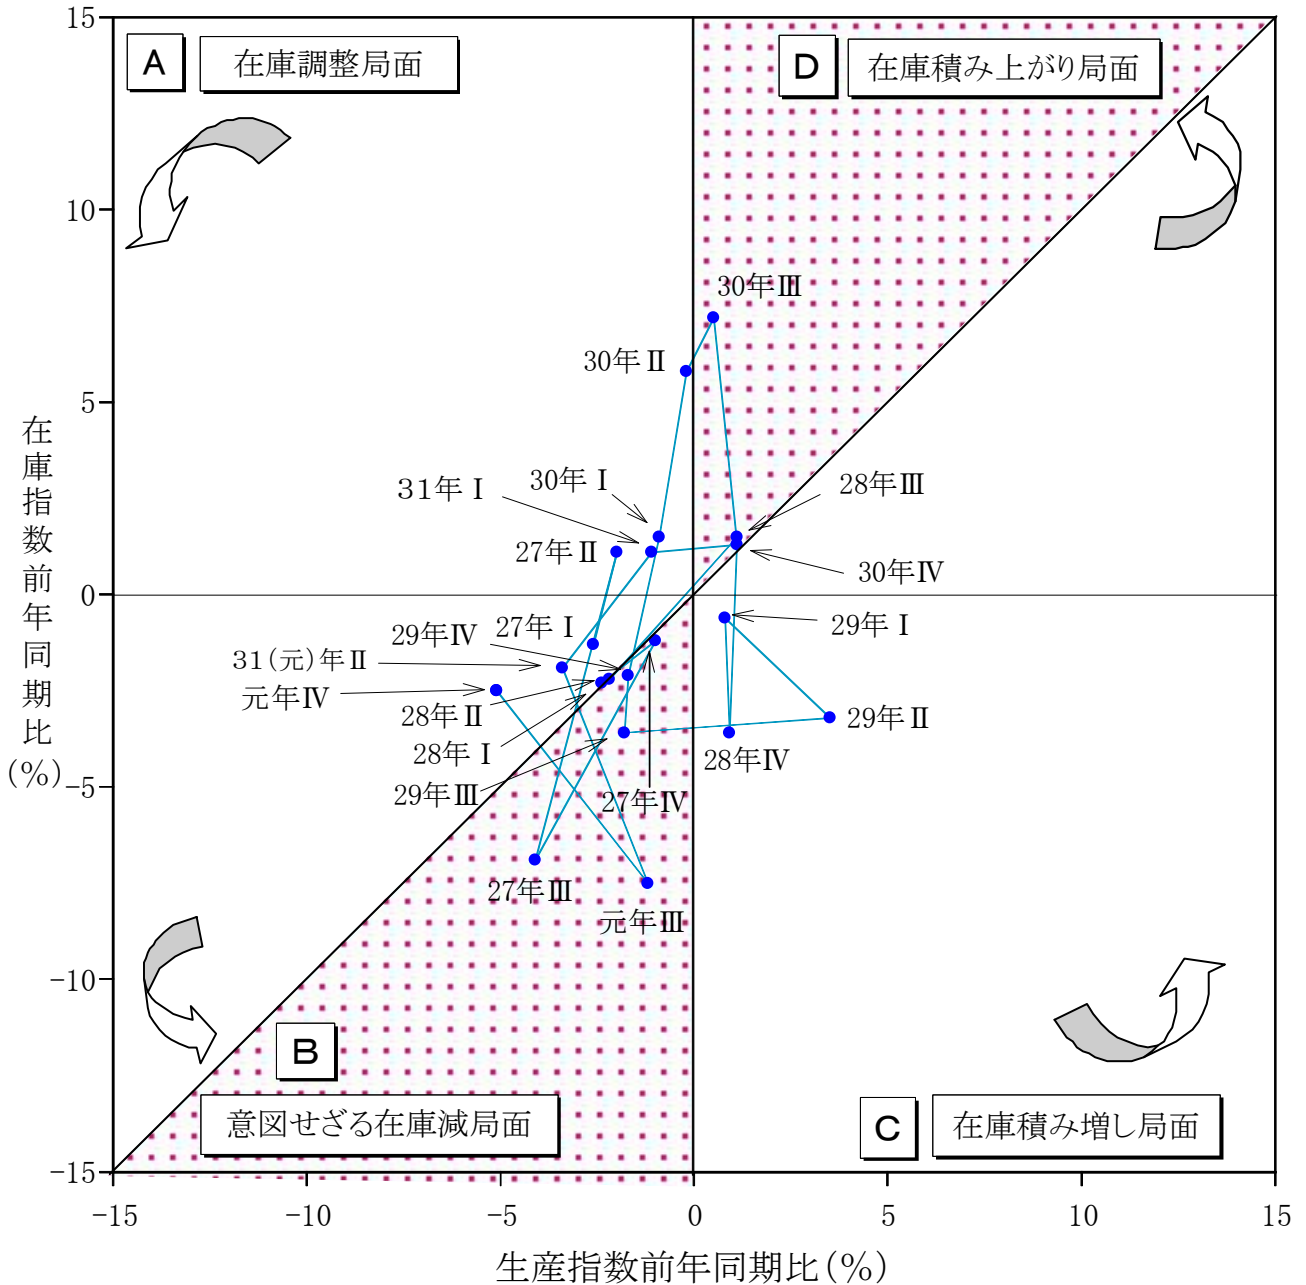 15
A
在庫調整局面
D
在庫積み上がり局面
10
30年Ⅲ
30年Ⅱ
5
31年Ⅰ
30年Ⅰ
28年Ⅲ
27年Ⅱ
30年Ⅳ
0
29年Ⅳ
27年Ⅰ
29年Ⅰ
31(元)年Ⅱ
元年Ⅳ
28年Ⅱ
29年Ⅱ
28年Ⅰ
28年Ⅳ
29年Ⅲ
27年Ⅳ
-5
27年Ⅲ
元年Ⅲ
-10
B
意図せざる在庫減局面
C
在庫積み増し局面
-15
在庫指数前年同期比(%)
-15 -10 -5 0 5 10 15
生産指数前年同期比(%)